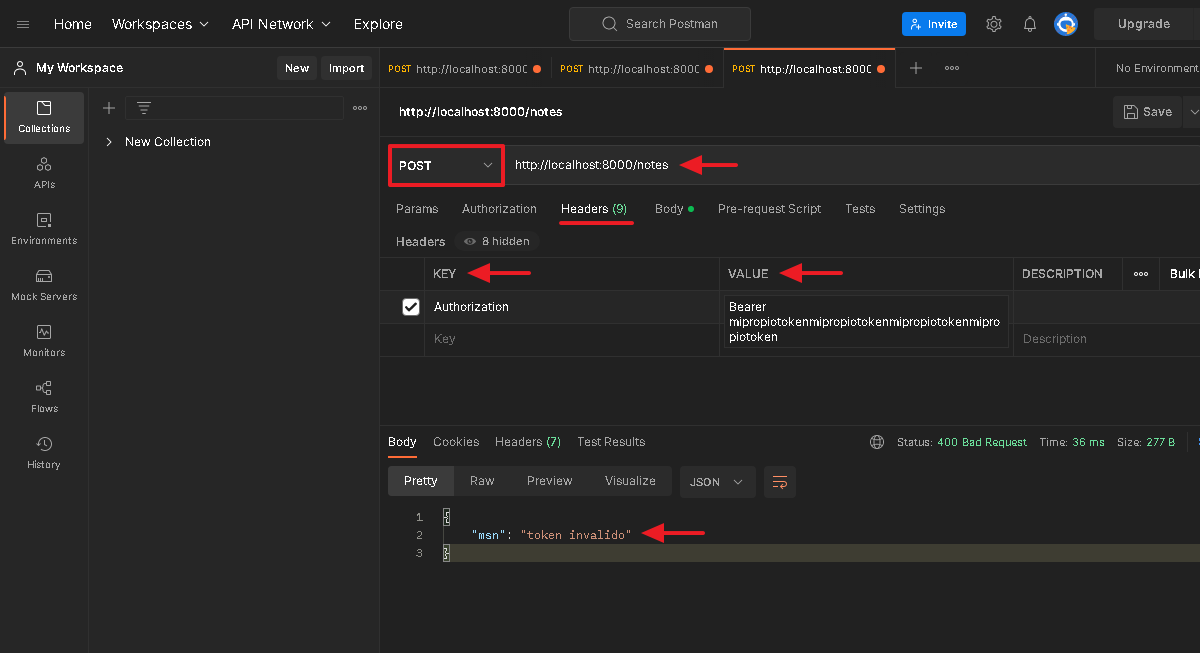 Home Workspaces API Network Explore Search Postman Invite Upgrade
My Workspace New Import
POST http://localhost:8000 POST http://localhost:8000 POST http://localhost:8000 No Environment
Collections
APIs
Environments
Mock Servers
Monitors
Flows
History
New Collection
http://localhost:8000/notes Save
POST http://localhost:8000/notes
Params Authorization Headers (9) Body Pre-request Script Tests Settings
Headers 8 hidden
KEY VALUE DESCRIPTION Bulk
Authorization Bearer
mipropiotokenmipropiotokenmipropiotokenmipro
piotoken
Key Description
Body Cookies Headers (7) Test Results Status: 400 Bad Request Time: 36 ms Size: 277 B
Pretty Raw Preview Visualize JSON
1 {
2 "msn": "token invalido"
3 }